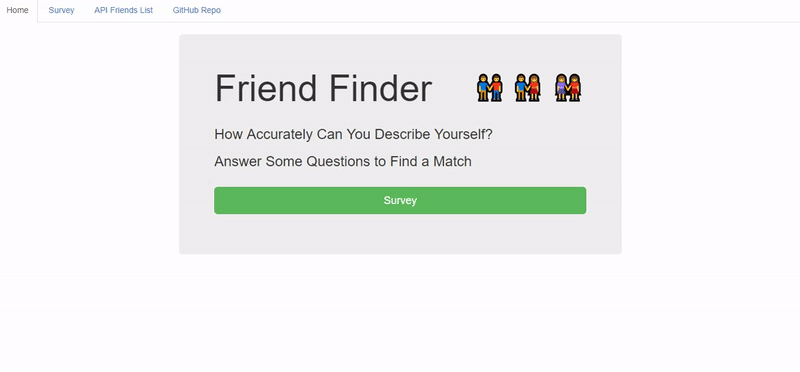 Home Survey API Friends List GitHub Repo
Friend Finder
How Accurately Can You Describe Yourself?
Answer Some Questions to Find a Match
Survey